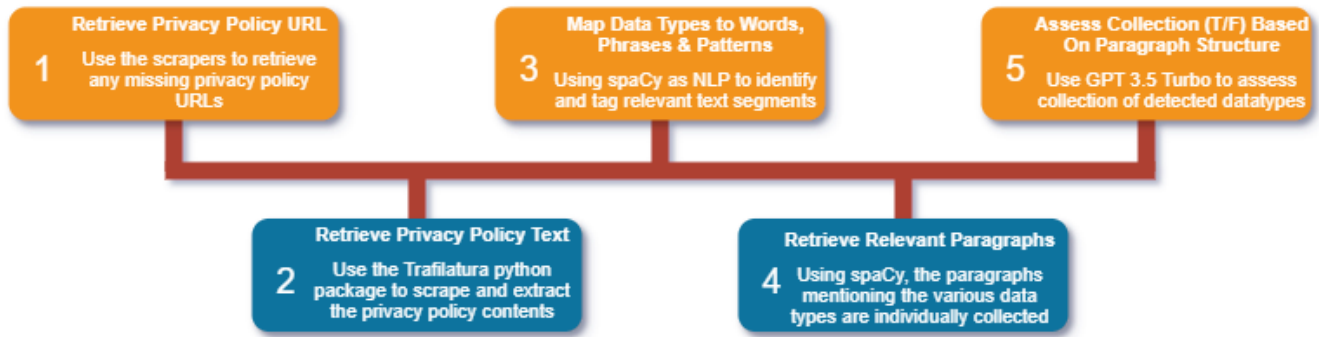 Retrieve Privacy Policy URL
1
Use the scrapers to retrieve
any missing privacy policy
URLs
Retrieve Privacy Policy Text
2
Use the Trafilatura python
package to scrape and extract
the privacy policy contents
Map Data Types to Words,
Phrases & Patterns
3
Using spaCy as NLP to identify
and tag relevant text segments
Retrieve Relevant Paragraphs
4
Using spaCy, the paragraphs
mentioning the various data
types are individually collected
Assess Collection (T/F) Based
On Paragraph Structure
5
Use GPT 3.5 Turbo to assess
collection of detected datatypes